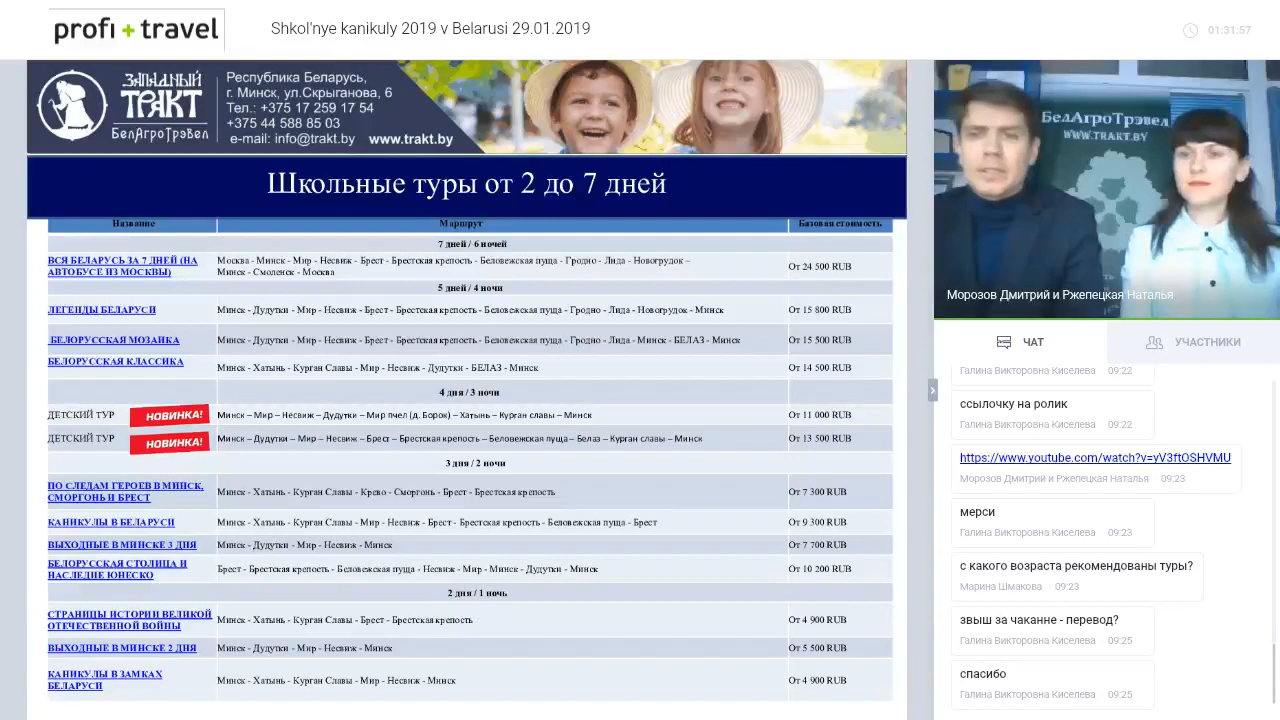 profi + travel
Shkol'nye kanikuly 2019 v Belarusi 29.01.2019
01:31:57
ЗАПАДНЫЙ
ТРАКТ
БелАгроТрэвел
Республика Беларусь,
г. Минск, ул.Скрыганова, 6
Тел.: +375 17 259 17 54
+375 44 588 85 03
e-mail: info@trakt.by www.trakt.by
Школьные туры от 2 до 7 дней
Название Маршрут Базовая стоимость
7 дней / 6 ночей
ВСЯ БЕЛАРУСЬ ЗА 7 ДНЕЙ (НА
АВТОБУСЕ ИЗ МОСКВЫ)
Москва - Минск - Мир - Несвиж - Брест - Брестская крепость - Беловежская пуща - Гродно - Лида - Новогрудок –
Минск - Смоленск - Москва
От 24 500 RUB
5 дней / 4 ночи
ЛЕГЕНДЫ БЕЛАРУСИ Минск - Дудутки - Мир - Несвиж - Брест - Брестская крепость - Беловежская пуща - Гродно - Лида - Новогрудок - Минск От 15 800 RUB
БЕЛОРУССКАЯ МОЗАИКА Минск - Дудутки - Мир - Несвиж - Брест - Брестская крепость - Беловежская пуща - Гродно - Лида - Минск - БЕЛАЗ - Минск От 15 500 RUB
БЕЛОРУССКАЯ КЛАССИКА Минск - Хатынь - Курган Славы - Мир - Несвиж - Дудутки - БЕЛАЗ - Минск От 14 500 RUB
4 дня / 3 ночи
ДЕТСКИЙ ТУР НОВИНКА! Минск – Мир – Несвиж – Дудутки – Мир пчел (д. Борок) – Хатынь – Курган славы – Минск От 11 000 RUB
ДЕТСКИЙ ТУР НОВИНКА! Минск – Дудутки – Мир – Несвиж – Брест – Брестская крепость – Беловежская пуща – Белаз – Курган славы – Минск От 13 500 RUB
3 дня / 2 ночи
ПО СЛЕДАМ ГЕРОЕВ В МИНСК,
СМОРГОНЬ И БРЕСТ
Минск - Хатынь - Курган Славы - Крево - Сморгонь - Брест - Брестская крепость От 7 300 RUB
КАНИКУЛЫ В БЕЛАРУСИ Минск - Хатынь - Курган Славы - Мир - Несвиж - Брест - Брестская крепость - Беловежская пуща - Брест От 9 300 RUB
ВЫХОДНЫЕ В МИНСКЕ 3 ДНЯ Минск - Дудутки - Мир - Несвиж - Минск От 7 700 RUB
БЕЛОРУССКАЯ СТОЛИЦА И
НАСЛЕДИЕ ЮНЕСКО
Брест - Брестская крепость - Беловежская пуща - Несвиж - Мир - Минск - Дудутки - Минск От 10 200 RUB
2 дня / 1 ночь
СТРАНИЦЫ ИСТОРИИ ВЕЛИКОЙ
ОТЕЧЕСТВЕННОЙ ВОЙНЫ
Минск - Хатынь - Курган Славы - Брест - Брестская крепость От 4 900 RUB
ВЫХОДНЫЕ В МИНСКЕ 2 ДНЯ Минск - Дудутки - Мир - Несвиж - Минск От 5 500 RUB
КАНИКУЛЫ В ЗАМКАХ
БЕЛАРУСИ
Минск - Хатынь - Курган Славы - Мир - Несвиж - Минск От 4 900 RUB
БелАгроТрэвел
WWW.TRAKT.BY
Морозов Дмитрий и Ржепецкая Наталья
ЧАТ УЧАСТНИКИ
Галина Викторовна Киселева 09:22
ссылочку на ролик
Галина Викторовна Киселева 09:22
https://www.youtube.com/watch?v=yV3ftOSHVMU
Морозов Дмитрий и Ржепецкая Наталья 09:23
мерси
Галина Викторовна Киселева 09:23
с какого возраста рекомендованы туры?
Марина Шмакова 09:23
звыш за чаканне - перевод?
Галина Викторовна Киселева 09:25
спасибо
Галина Викторовна Киселева 09:25